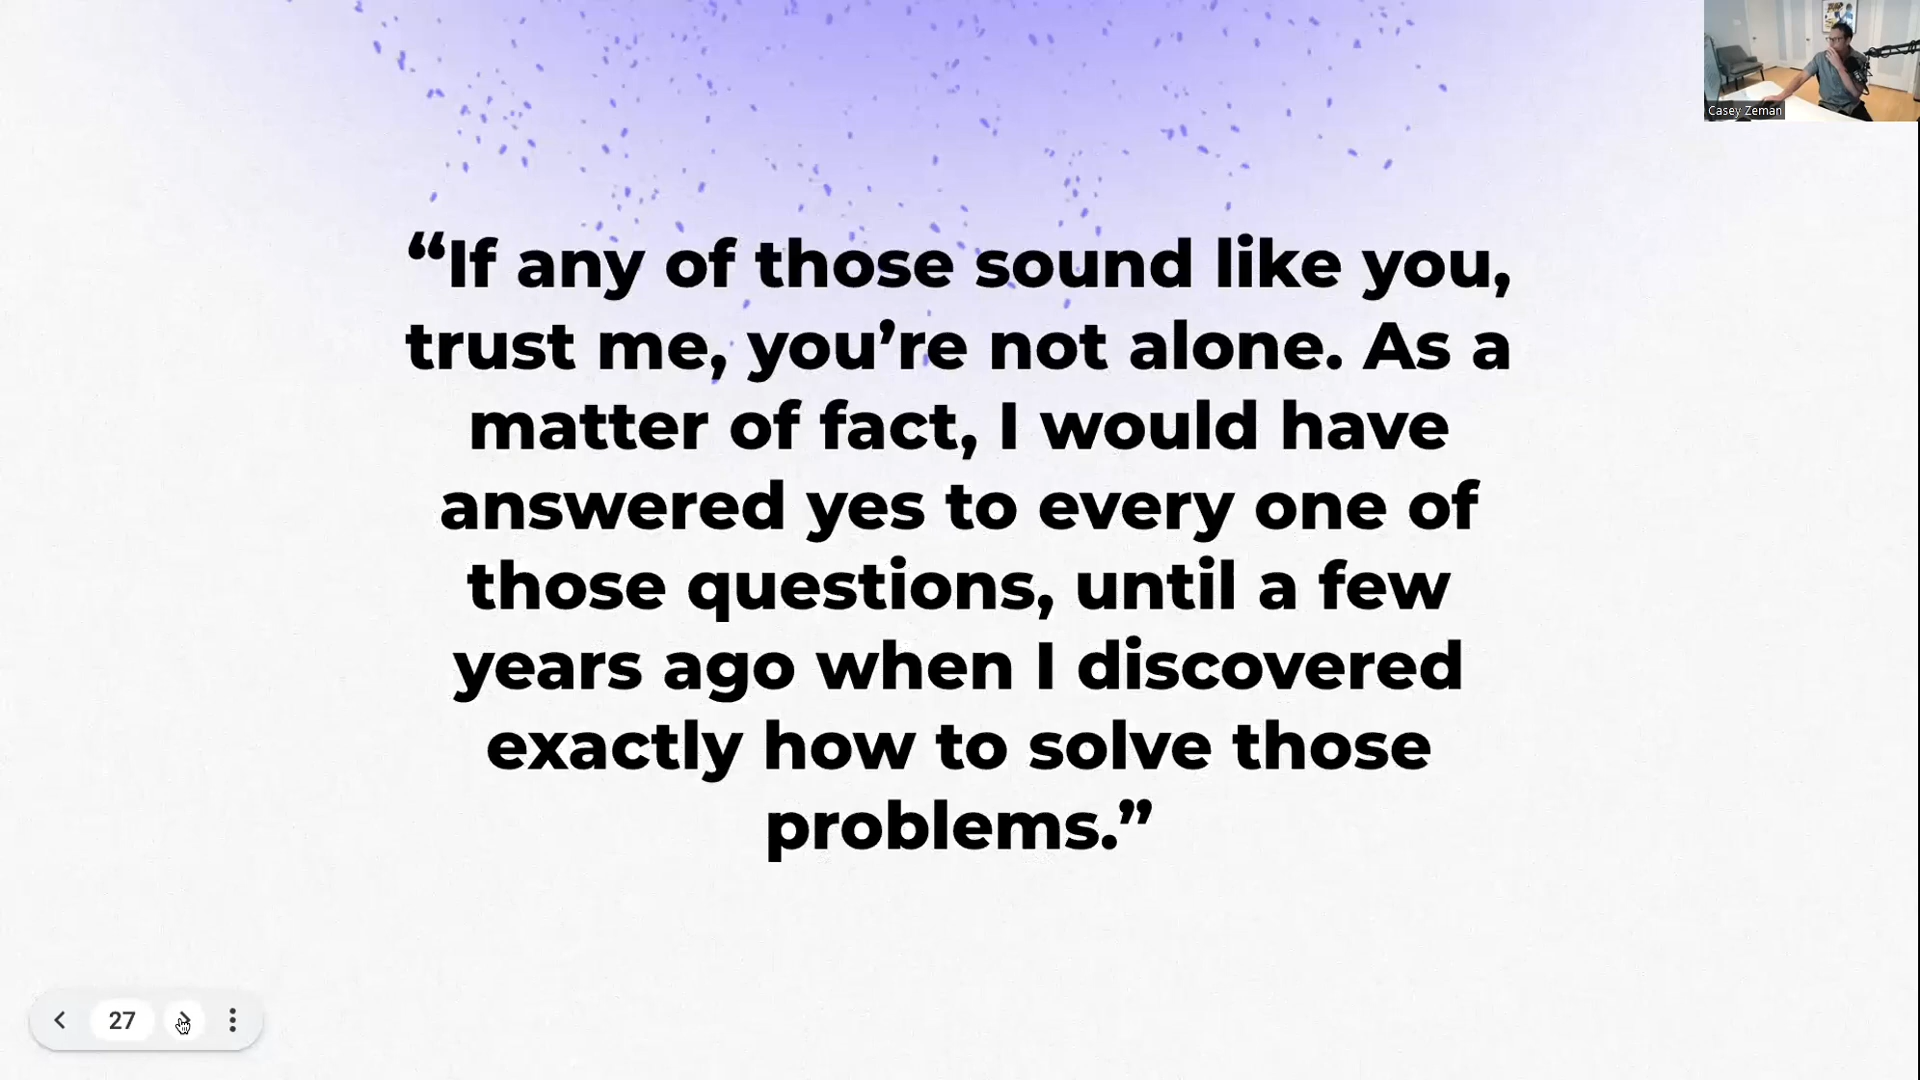 Casey Zeman
“If any of those sound like you,
trust me, you’re not alone. As a
matter of fact, I would have
answered yes to every one of
those questions, until a few
years ago when I discovered
exactly how to solve those
problems.”
27